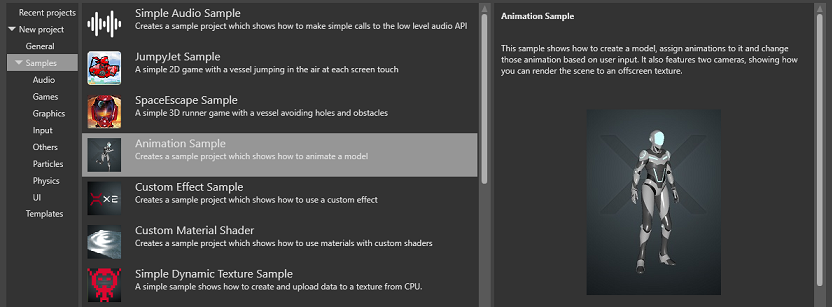 Recent projects
New project
General
Samples
Audio
Games
Graphics
Input
Others
Particles
Physics
UI
Templates
Simple Audio Sample
Creates a sample project which shows how to make simple calls to the low level audio API
JumpyJet Sample
A simple 2D game with a vessel jumping in the air at each screen touch
SpaceEscape Sample
A simple 3D runner game with a vessel avoiding holes and obstacles
Animation Sample
Creates a sample project which shows how to animate a model
Custom Effect Sample
Creates a sample project which shows how to use a custom effect
Custom Material Shader
Creates a sample project which shows how to use materials with custom shaders
Simple Dynamic Texture Sample
A simple sample shows how to create and upload data to a texture from CPU.
Animation Sample
This sample shows how to create a model, assign animations to it and change
those animation based on user input. It also features two cameras, showing how
you can render the scene to an offscreen texture.